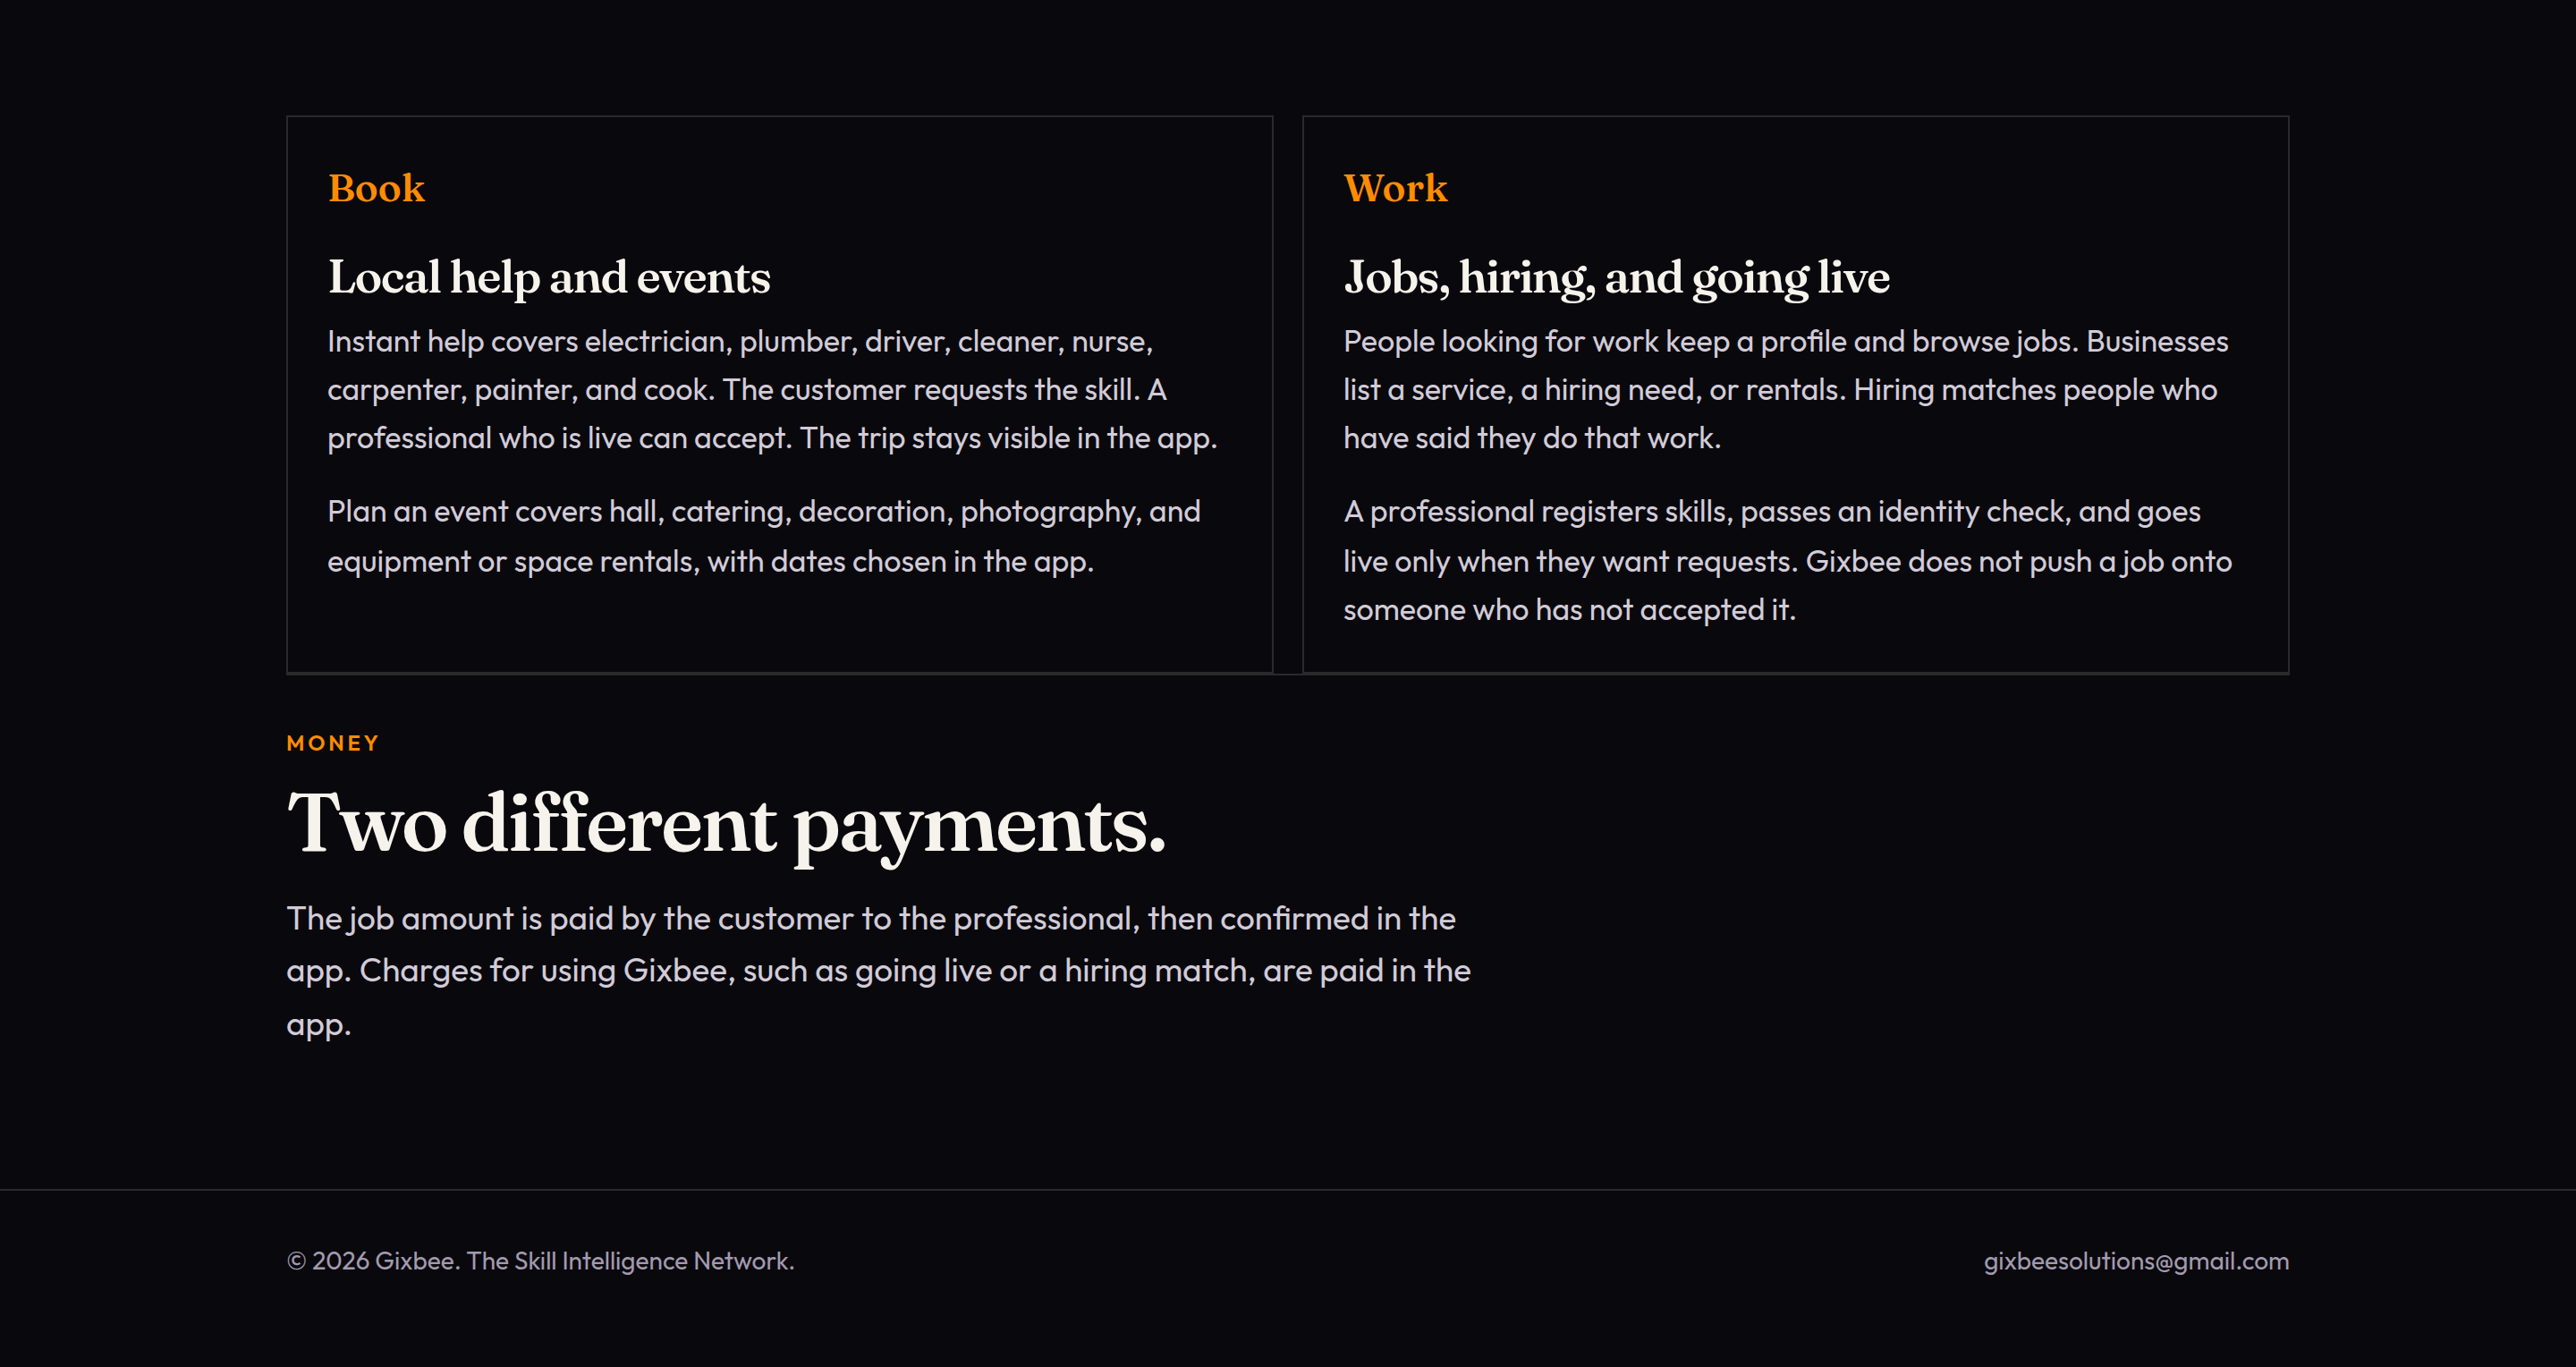 Book
Local help and events
Instant help covers electrician, plumber, driver, cleaner, nurse,
carpenter, painter, and cook. The customer requests the skill. A
professional who is live can accept. The trip stays visible in the app.
Plan an event covers hall, catering, decoration, photography, and
equipment or space rentals, with dates chosen in the app.
Work
Jobs, hiring, and going live
People looking for work keep a profile and browse jobs. Businesses
list a service, a hiring need, or rentals. Hiring matches people who
have said they do that work.
A professional registers skills, passes an identity check, and goes
live only when they want requests. Gixbee does not push a job onto
someone who has not accepted it.
MONEY
Two different payments.
The job amount is paid by the customer to the professional, then confirmed in the
app. Charges for using Gixbee, such as going live or a hiring match, are paid in the
app.
© 2026 Gixbee. The Skill Intelligence Network.
gixbeesolutions@gmail.com